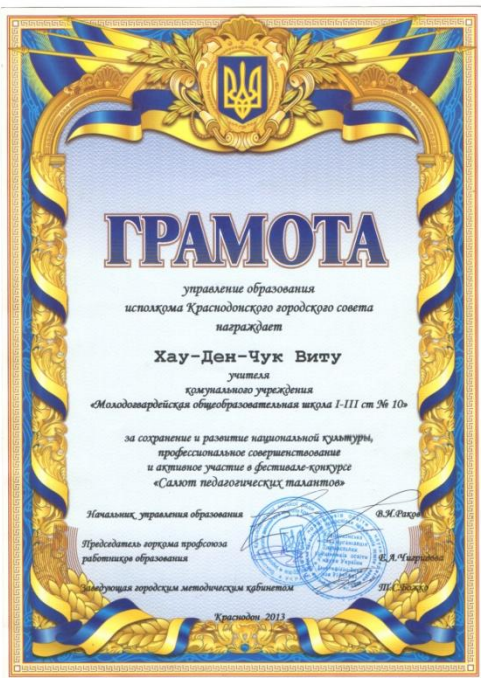 ГРАМОТА
управление образования
исполкома Краснодонского городского совета
награждает
Хау-Ден-Чук Виту
учителя
комунального учреждения
«Молодогвардейская общеобразовательная школа I-III ст № 10»
за сохранение и развитие национальной культуры,
профессиональное совершенствование
и активное участие в фестивале-конкурсе
«Салют педагогических талантов»
Начальник управления образования В.И.Раков
Председатель горкома профсоюза
работников образования
Заведующая городским методическим кабинетом Т.С.Божко
Краснодон 2013